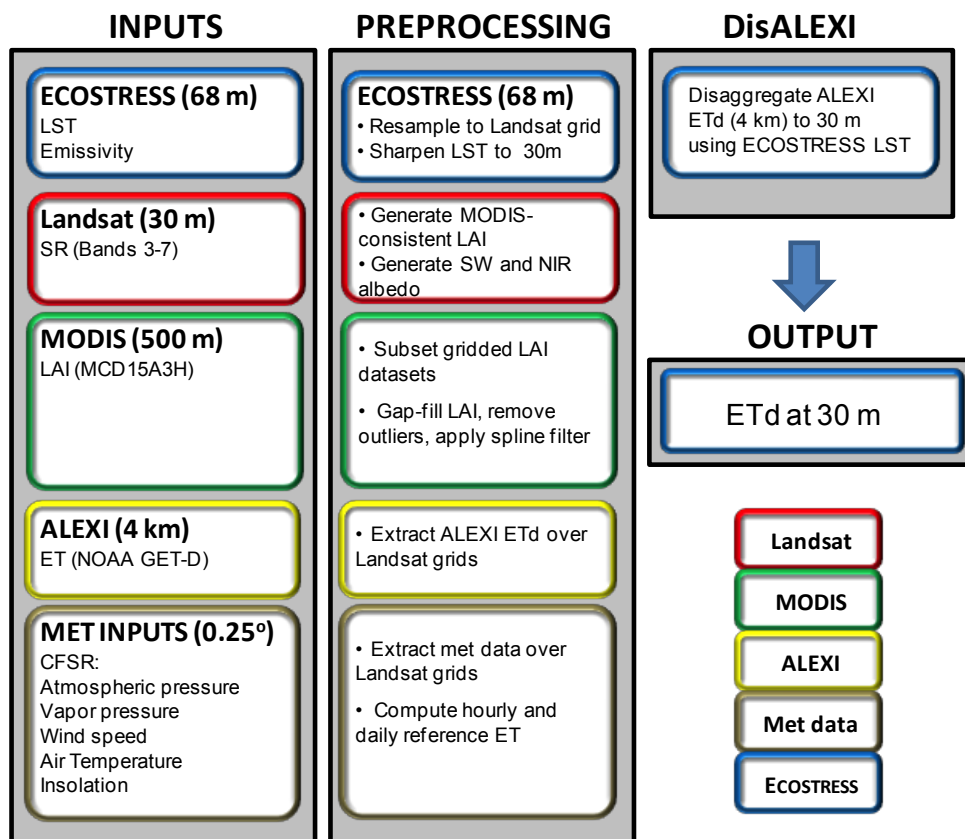 INPUTS
ECOSTRESS (68 m)
LST
Emissivity
Landsat (30 m)
SR (Bands 3-7)
MODIS (500 m)
LAI (MCD15A3H)
ALEXI (4 km)
ET (NOAA GET-D)
MET INPUTS (0.25º)
CFSR:
Atmospheric pressure
Vapor pressure
Wind speed
Air Temperature
Insolation
PREPROCESSING
ECOSTRESS (68 m)
• Resample to Landsat grid
• Sharpen LST to 30m
• Generate MODIS-
consistent LAI
• Generate SW and NIR
albedo
• Subset gridded LAI
datasets
• Gap-fill LAI, remove
outliers, apply spline filter
• Extract ALEXI ETd over
Landsat grids
• Extract met data over
Landsat grids
• Compute hourly and
daily reference ET
DisALEXI
Disaggregate ALEXI
ETd (4 km) to 30 m
using ECOSTRESS LST
OUTPUT
ETd at 30 m
Landsat
MODIS
ALEXI
Met data
ECOSTRESS